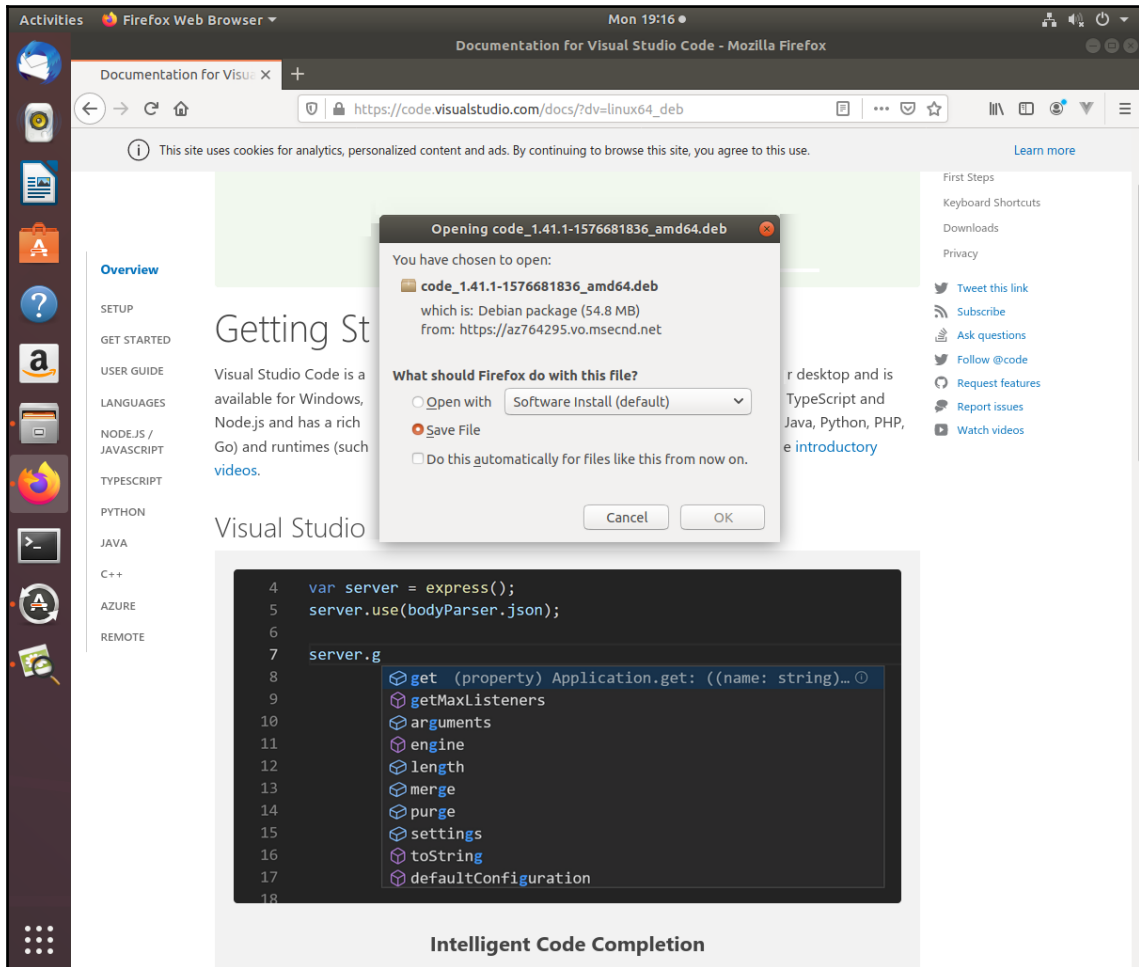 Activities Firefox Web Browser Mon 19:16
Documentation for Visual Studio Code - Mozilla Firefox
Documentation for Visua
https://code.visualstudio.com/docs/?dv=linux64_deb
This site uses cookies for analytics, personalized content and ads. By continuing to browse this site, you agree to this use. Learn more
Overview
SETUP
GET STARTED
USER GUIDE
LANGUAGES
NODE.JS /
JAVASCRIPT
TYPESCRIPT
PYTHON
JAVA
C++
AZURE
REMOTE
Getting St
Visual Studio Code is a r desktop and is
available for Windows, TypeScript and
Node.js and has a rich Java, Python, PHP,
Go) and runtimes (such e introductory
videos.
Visual Studio
Opening code_1.41.1-1576681836_amd64.deb
You have chosen to open:
code_1.41.1-1576681836_amd64.deb
which is: Debian package (54.8 MB)
from: https://az764295.vo.msecnd.net
What should Firefox do with this file?
Open with Software Install (default)
Save File
Do this automatically for files like this from now on.
Cancel OK
4 var server = express();
5 server.use(bodyParser.json);
6
7 server.g
8 get (property) Application.get: ((name: string)…
9 getMaxListeners
10 arguments
11 engine
12 length
13 merge
14 purge
15 settings
16 toString
17 defaultConfiguration
18
Intelligent Code Completion
First Steps
Keyboard Shortcuts
Downloads
Privacy
Tweet this link
Subscribe
Ask questions
Follow @code
Request features
Report issues
Watch videos